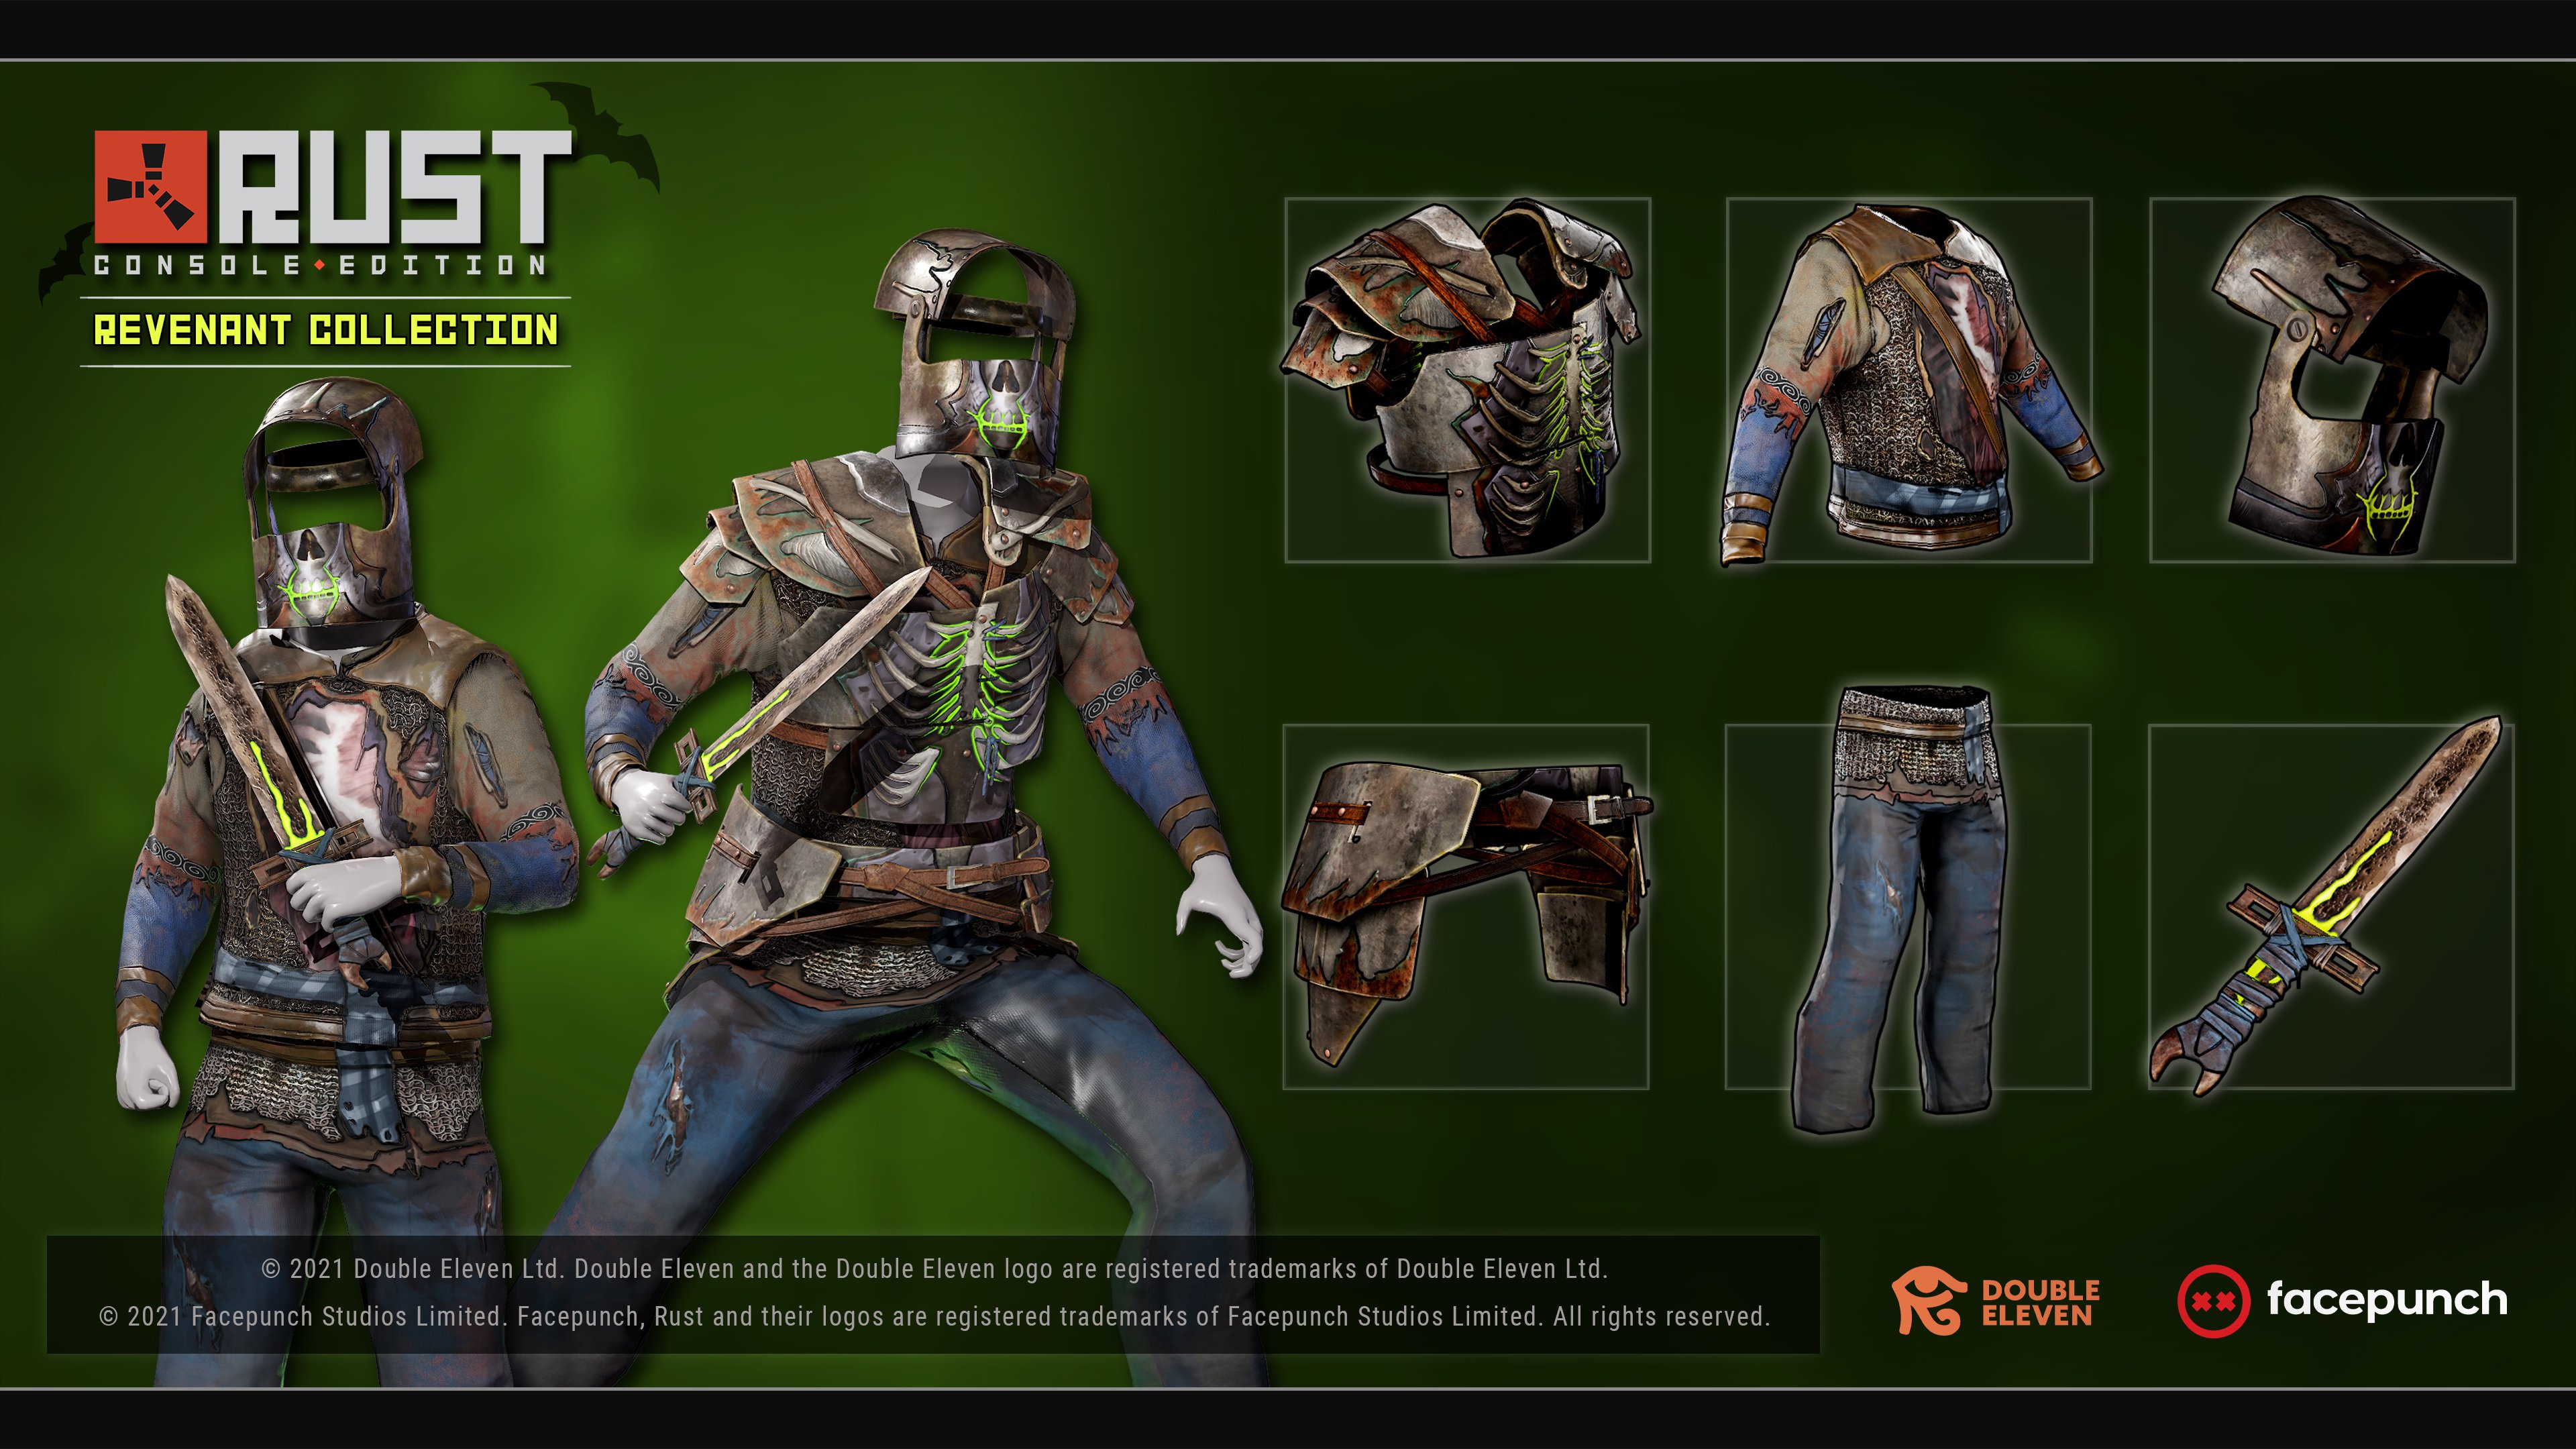 RUST
CONSOLE EDITION
REVENANT COLLECTION
© 2021 Double Eleven Ltd. Double Eleven and the Double Eleven logo are registered trademarks of Double Eleven Ltd.
© 2021 Facepunch Studios Limited. Facepunch, Rust and their logos are registered trademarks of Facepunch Studios Limited. All rights reserved.
DOUBLE
ELEVEN
facepunch